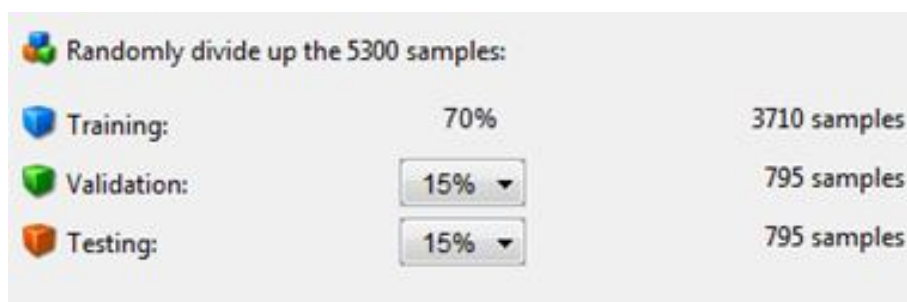 Randomly divide up the 5300 samples:
Training: 70% 3710 samples
Validation: 15% 795 samples
Testing: 15% 795 samples